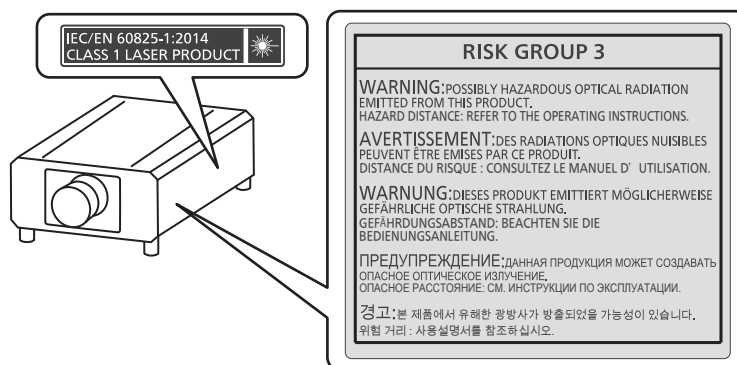 IEC/EN 60825-1:2014
CLASS 1 LASER PRODUCT
RISK GROUP 3
WARNING:POSSIBLY HAZARDOUS OPTICAL RADIATION
EMITTED FROM THIS PRODUCT.
HAZARD DISTANCE: REFER TO THE OPERATING INSTRUCTIONS.
AVERTISSEMENT:DES RADIATIONS OPTIQUES NUISIBLES
PEUVENT ÊTRE EMISES PAR CE PRODUIT.
DISTANCE DU RISQUE : CONSULTEZ LE MANUEL D' UTILISATION.
WARNUNG:DIESES PRODUKT EMITTIERT MÖGLICHERWEISE
GEFÄHRLICHE OPTISCHE STRAHLUNG.
GEFÄHRDUNGSABSTAND: BEACHTEN SIE DIE
BEDIENUNGSANLEITUNG.
ПРЕДУПРЕЖДЕНИЕ:ДАННАЯ ПРОДУКЦИЯ МОЖЕТ СОЗДАВАТЬ
ОПАСНОЕ ОПТИЧЕСКОЕ ИЗЛУЧЕНИЕ.
ОПАСНОЕ РАССТОЯНИЕ: СМ. ИНСТРУКЦИИ ПО ЭКСПЛУАТАЦИИ.
경고:본 제품에서 유해한 광방사가 방출되었을 가능성이 있습니다.
위험 거리 : 사용설명서를 참조하십시오.